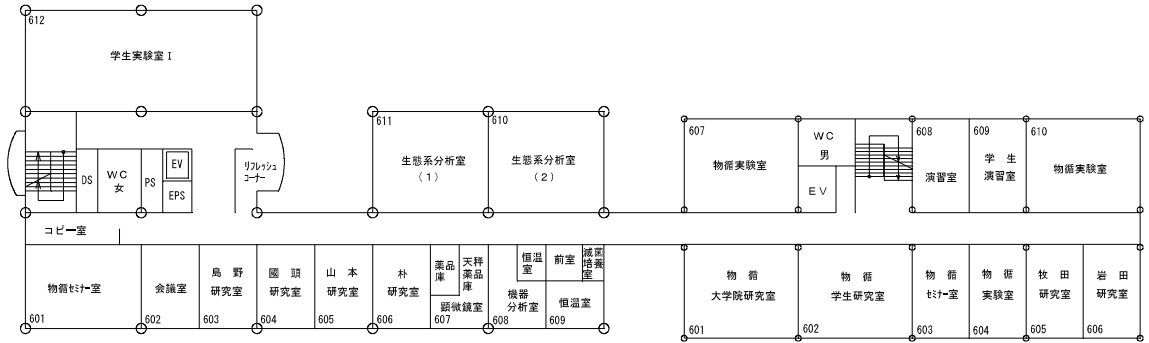 612
学生実験室Ⅰ
DS
WC
女
PS
EV
EPS
リフレッシュ
コーナー
コピー室
611
生態系分析室
(1)
610
生態系分析室
(2)
607
物循実験室
WC
男
EV
608
演習室
609
学生
演習室
610
物循実験室
物循セミナー室
601
会議室
602
島野
研究室
603
國頭
研究室
604
山本
研究室
605
朴
研究室
606
薬品
庫
天秤
薬品
庫
顕微鏡室
607
恒温
室
機器
分析室
608
前室
滅菌
培養
室
恒温室
609
物循
大学院研究室
601
物循
学生研究室
602
物循
セミナー室
603
物循
実験室
604
牧田
研究室
605
岩田
研究室
606